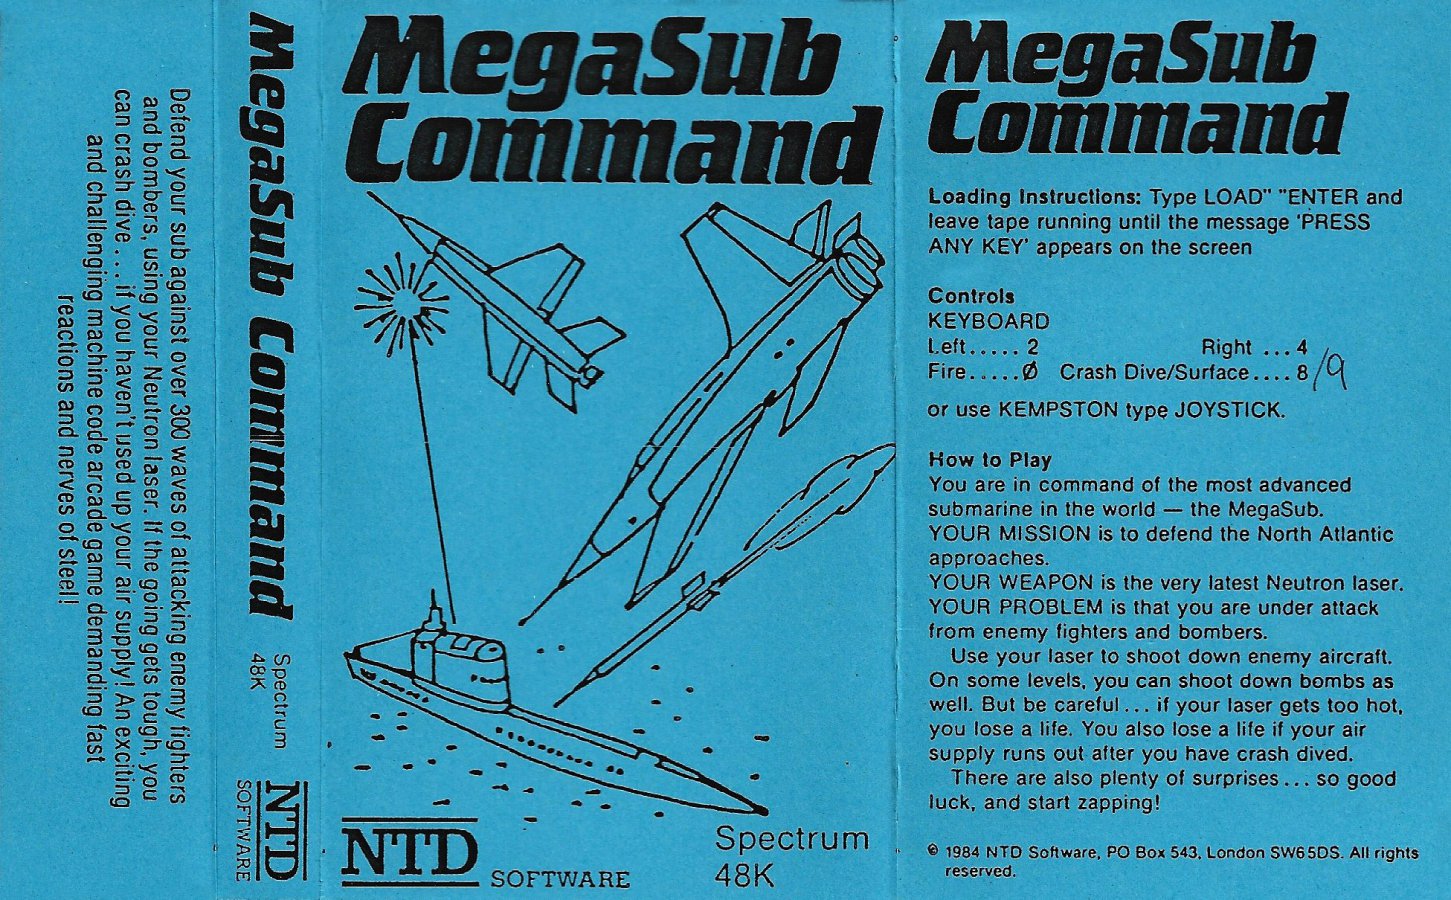 Defend your sub against over 300 waves of attacking enemy fighters
and bombers, using your Neutron laser. If the going gets tough, you
can crash dive . . . if you haven't used up your air supply! An exciting
and challenging machine code arcade game demanding fast
reactions and nerves of steel!
MegaSub Command
Spectrum
48K
NTD
SOFTWARE
MegaSub
Command
NTD
SOFTWARE
Spectrum
48K
MegaSub
Command
Loading Instructions: Type LOAD" "ENTER and
leave tape running until the message 'PRESS
ANY KEY' appears on the screen
Controls
KEYBOARD
Left..... 2 Right ... 4
Fire.....Ø Crash Dive/Surface.... 8/9
or use KEMPSTON type JOYSTICK.
How to Play
You are in command of the most advanced
submarine in the world — the MegaSub.
YOUR MISSION is to defend the North Atlantic
approaches.
YOUR WEAPON is the very latest Neutron laser.
YOUR PROBLEM is that you are under attack
from enemy fighters and bombers.
Use your laser to shoot down enemy aircraft.
On some levels, you can shoot down bombs as
well. But be careful ... if your laser gets too hot,
you lose a life. You also lose a life if your air
supply runs out after you have crash dived.
There are also plenty of surprises ... so good
luck, and start zapping!
© 1984 NTD Software, PO Box 543, London SW6 5DS. All rights
reserved.